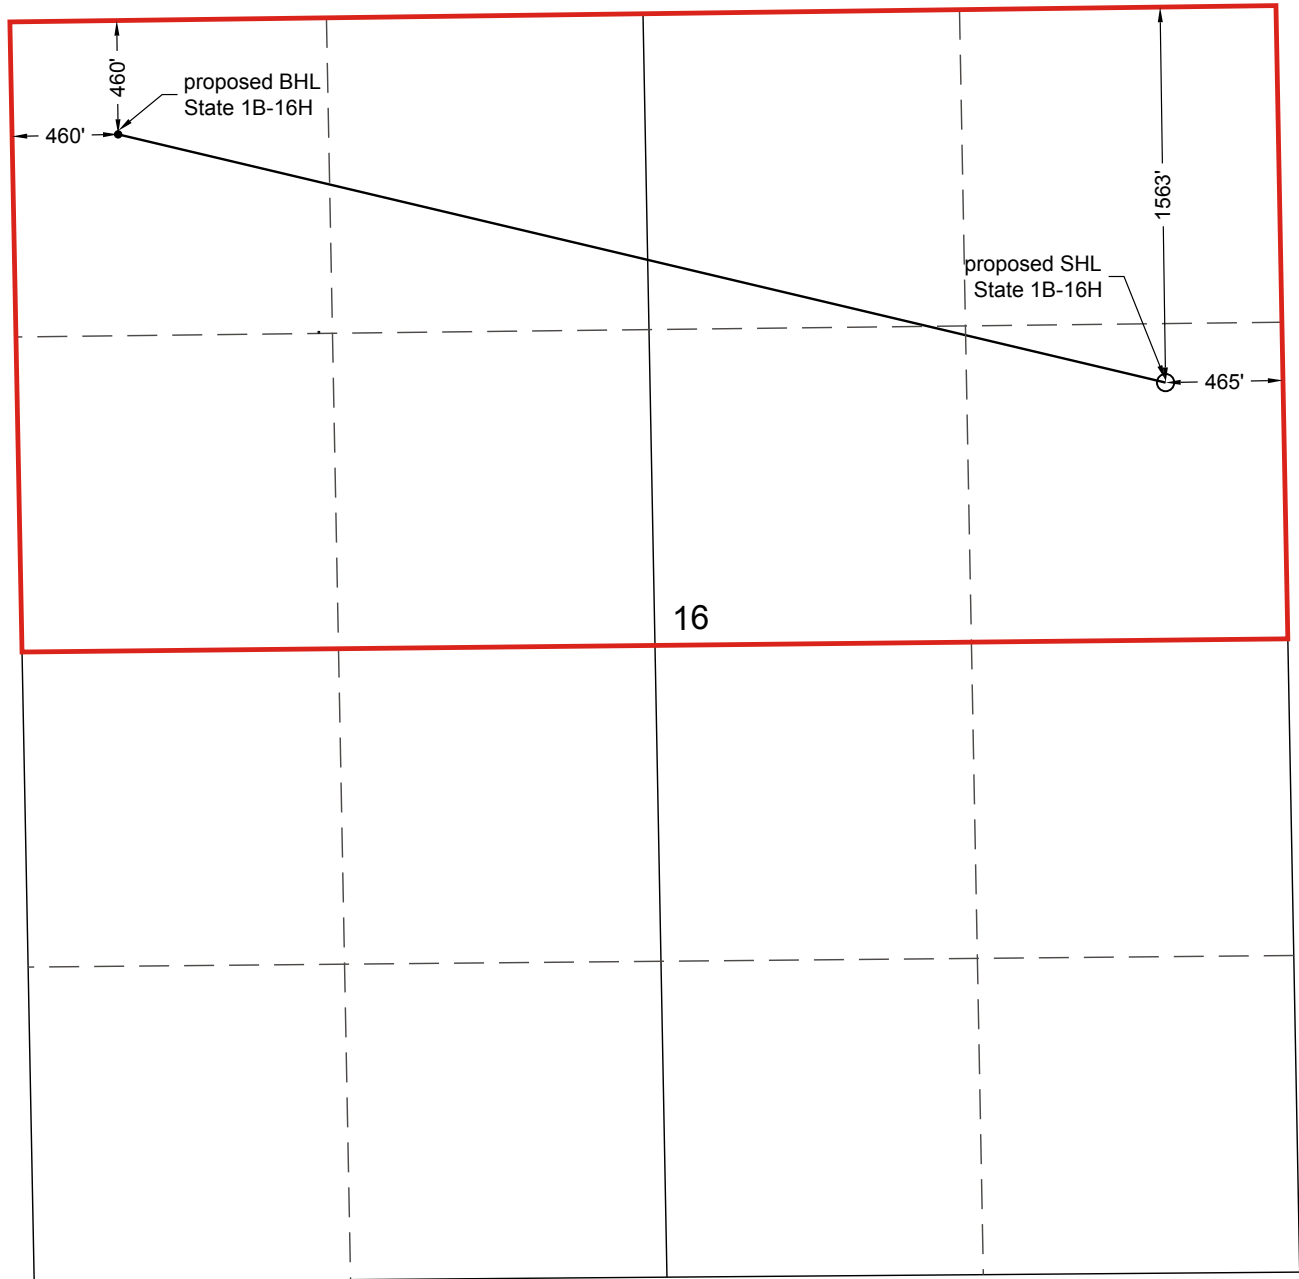 460'
proposed BHL
State 1B-16H
460'
1563'
proposed SHL
State 1B-16H
465'
16